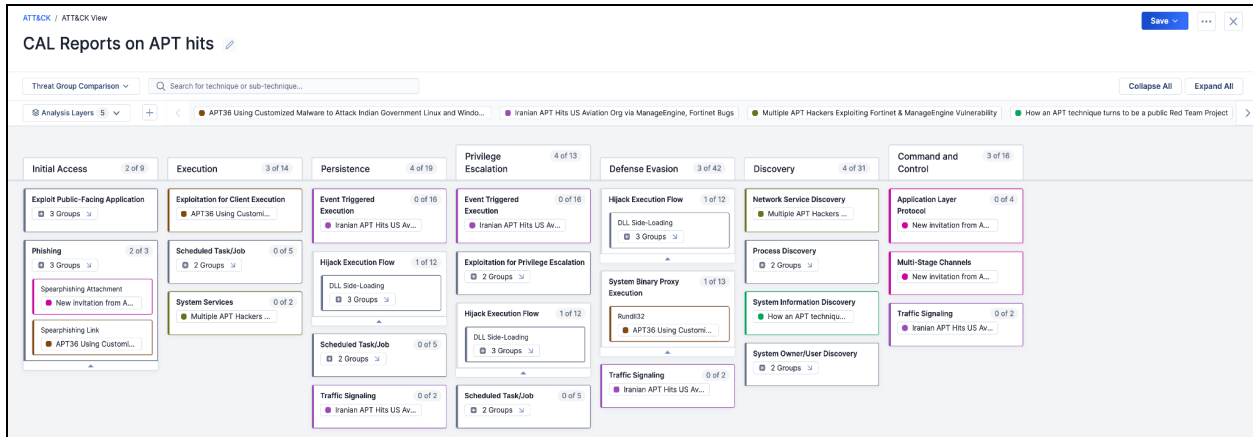 ATT&CK / ATT&CK View
Save
CAL Reports on APT hits
Threat Group Comparison
Search for technique or sub-technique...
Collapse All
Expand All
Analysis Layers 5
APT36 Using Customized Malware to Attack Indian Government Linux and Windo...
Iranian APT Hits US Aviation Org via ManageEngine, Fortinet Bugs
Multiple APT Hackers Exploiting Fortinet & ManageEngine Vulnerability
How an APT technique turns to be a public Red Team Project
Initial Access 2 of 9
Exploit Public-Facing Application
3 Groups
Phishing 2 of 3
3 Groups
Spearphishing Attachment
New invitation from A...
Spearphishing Link
APT36 Using Customi...
Execution 3 of 14
Exploitation for Client Execution
APT36 Using Customi...
Scheduled Task/Job 0 of 5
2 Groups
System Services 0 of 2
Multiple APT Hackers ...
Persistence 4 of 19
Event Triggered 0 of 16
Execution
Iranian APT Hits US Av...
Hijack Execution Flow 1 of 12
DLL Side-Loading
3 Groups
Scheduled Task/Job 0 of 5
2 Groups
Traffic Signaling 0 of 2
Iranian APT Hits US Av...
Privilege 4 of 13
Escalation
Event Triggered 0 of 16
Execution
Iranian APT Hits US Av...
Exploitation for Privilege Escalation
2 Groups
Hijack Execution Flow 1 of 12
DLL Side-Loading
3 Groups
Scheduled Task/Job 0 of 5
2 Groups
Defense Evasion 3 of 42
Hijack Execution Flow 1 of 12
DLL Side-Loading
3 Groups
System Binary Proxy 1 of 13
Execution
Rundll32
APT36 Using Customi...
Traffic Signaling 0 of 2
Iranian APT Hits US Av...
Discovery 4 of 31
Network Service Discovery
Multiple APT Hackers ...
Process Discovery
2 Groups
System Information Discovery
How an APT techniqu...
System Owner/User Discovery
2 Groups
Command and 3 of 16
Control
Application Layer 0 of 4
Protocol
New invitation from A...
Multi-Stage Channels
New invitation from A...
Traffic Signaling 0 of 2
Iranian APT Hits US Av...